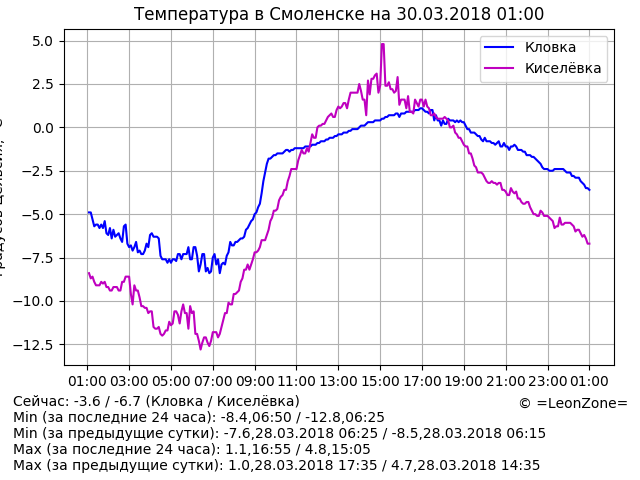 Температура в Смоленске на 30.03.2018 01:00
Кловка
Киселёвка
5.0
2.5
0.0
−2.5
−5.0
−7.5
−10.0
−12.5
01:00 03:00 05:00 07:00 09:00 11:00 13:00 15:00 17:00 19:00 21:00 23:00 01:00
Сейчас: -3.6 / -6.7 (Кловка / Киселёвка)
© =LeonZone=
Min (за последние 24 часа): -8.4,06:50 / -12.8,06:25
Min (за предыдущие сутки): -7.6,28.03.2018 06:25 / -8.5,28.03.2018 06:15
Max (за последние 24 часа): 1.1,16:55 / 4.8,15:05
Max (за предыдущие сутки): 1.0,28.03.2018 17:35 / 4.7,28.03.2018 14:35